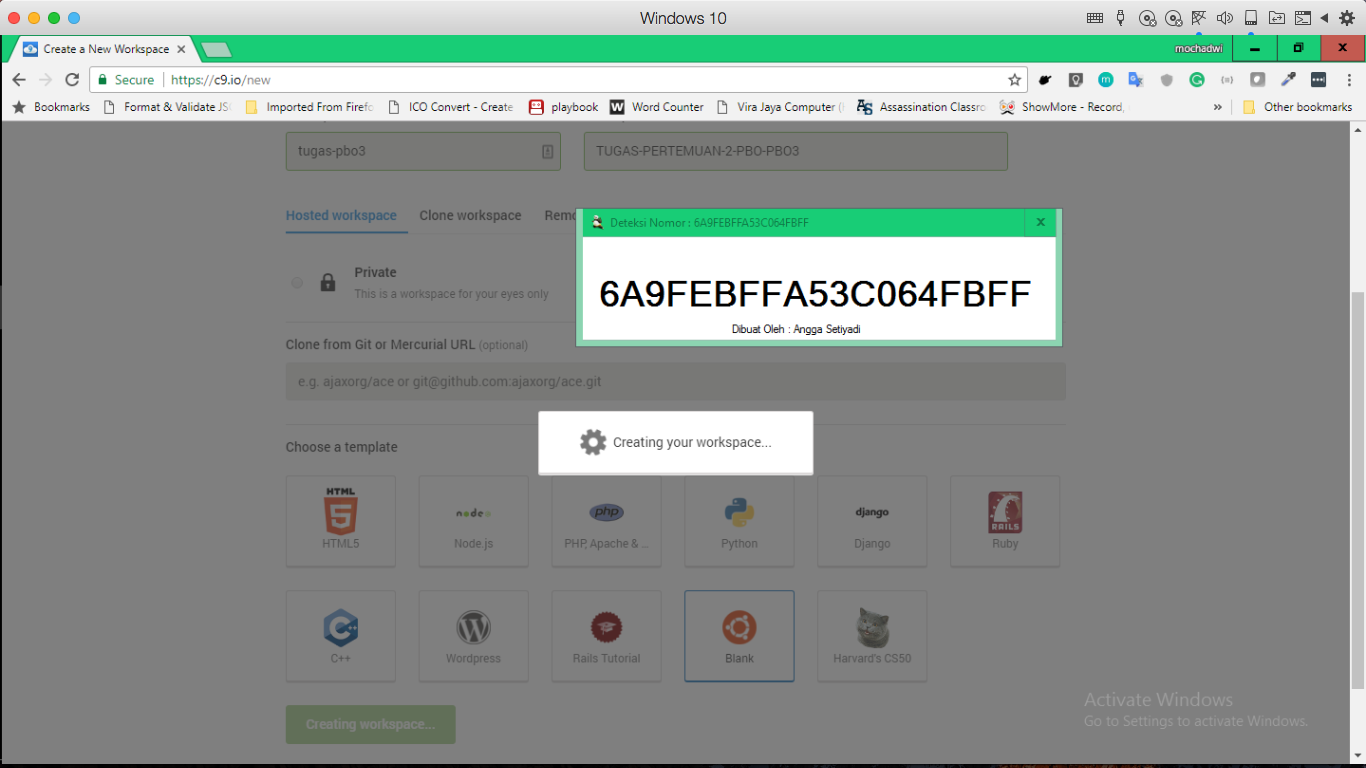 Windows 10
Create a New Workspace
mochadwi
Secure
https://c9.io/new
Bookmarks
Format & Validate JS
Imported From Firefo
ICO Convert - Create
playbook
Word Counter
Vira Jaya Computer (
Assassination Classro
ShowMore - Record,
»
Other bookmarks
tugas-pbo3
TUGAS-PERTEMUAN-2-PBO-PBO3
Hosted workspace
Clone workspace
Remo
Deteksi Nomor : 6A9FEBFFA53C064FBFF
6A9FEBFFA53C064FBFF
Dibuat Oleh : Angga Setiyadi
Private
This is a workspace for your eyes only
Clone from Git or Mercurial URL (optional)
e.g. ajaxorg/ace or git@github.com:ajaxorg/ace.git
Creating your workspace...
Choose a template
HTML
5
HTML5
node
Node.js
php
PHP, Apache & ..
Python
django
Django
RAILS
Ruby
C++
Wordpress
Rails Tutorial
Blank
Harvard's CS50
Creating workspace...
Activate Windows
Go to Settings to activate Windows.